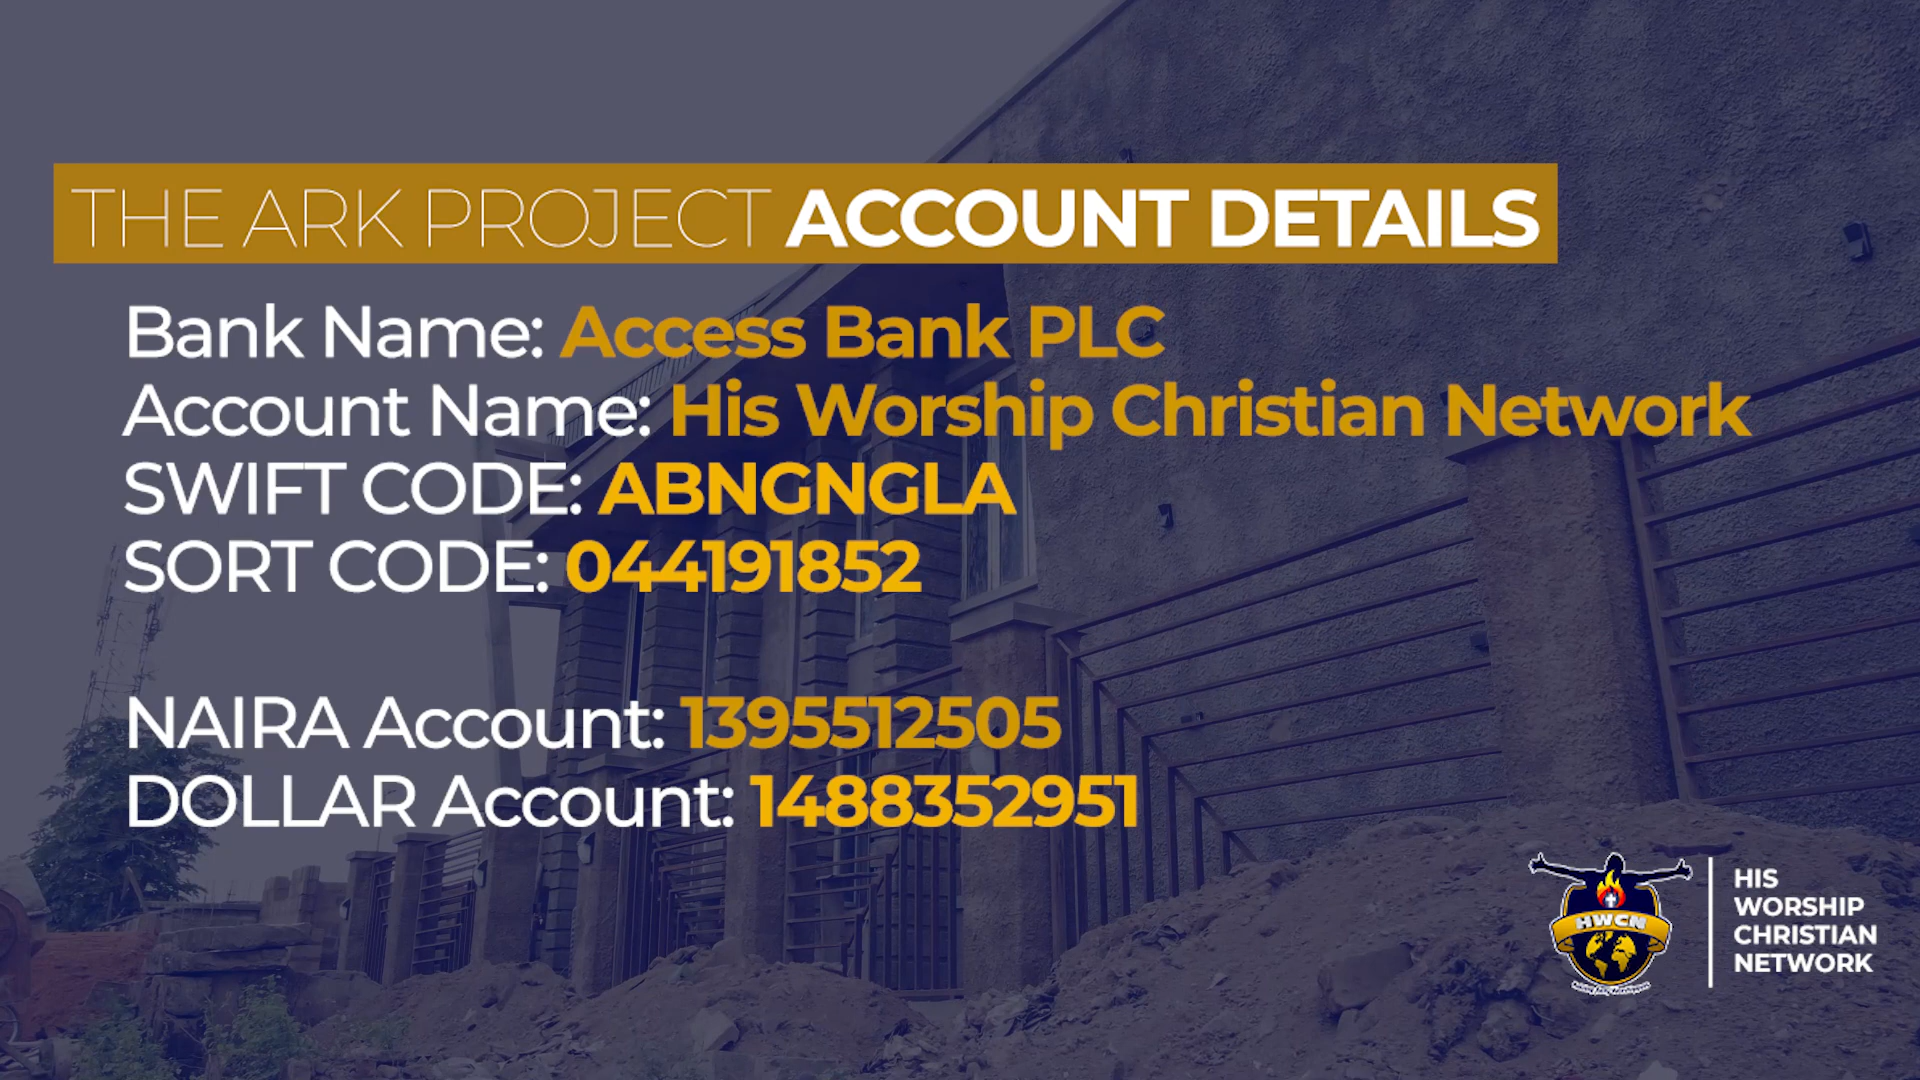 THE ARK PROJECT ACCOUNT DETAILS
Bank Name: Access Bank PLC
Account Name: His Worship Christian Network
SWIFT CODE: ABNGNGLA
SORT CODE: 044191852
NAIRA Account: 1395512505
DOLLAR Account: 1488352951
HWCN
HIS
WORSHIP
CHRISTIAN
NETWORK